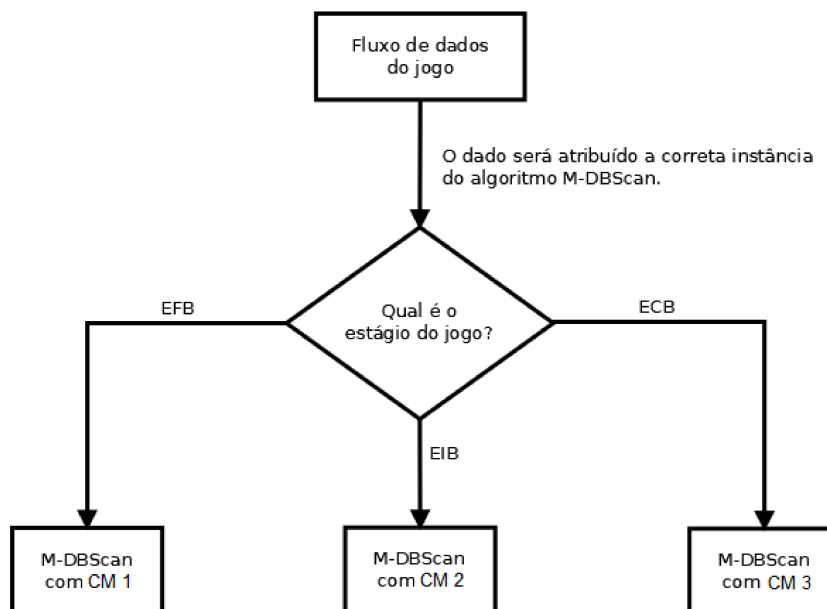 Fluxo de dados
do jogo
O dado será atribuído a correta instância
do algoritmo M-DBScan.
EFB
Qual é o
estágio do jogo?
ECB
EIB
M-DBScan
com CM 1
M-DBScan
com CM 2
M-DBScan
com CM 3